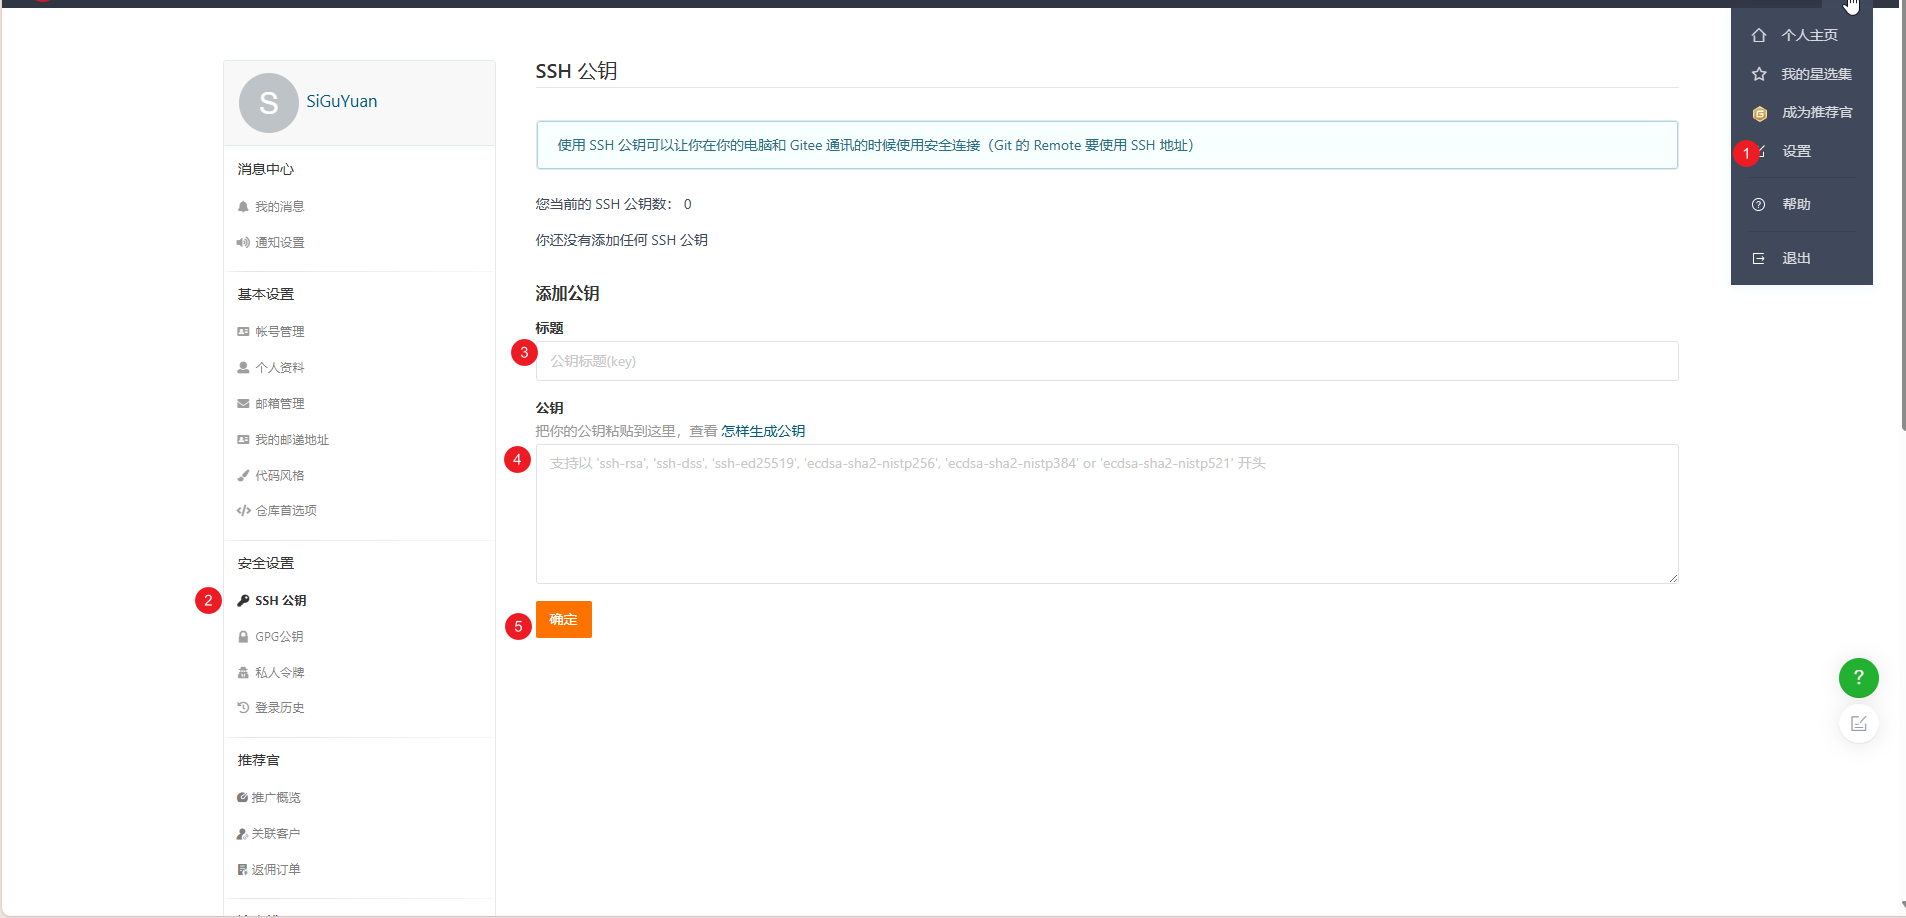 S
SiGuYuan
消息中心
我的消息
通知设置
基本设置
帐号管理
个人资料
邮箱管理
我的邮递地址
代码风格
仓库首选项
安全设置
2
SSH 公钥
GPG公钥
私人令牌
登录历史
推荐官
推广概览
关联客户
返佣订单
SSH 公钥
使用 SSH 公钥可以让你在你的电脑和 Gitee 通讯的时候使用安全连接（Git 的 Remote 要使用 SSH 地址）
您当前的 SSH 公钥数： 0
你还没有添加任何 SSH 公钥
添加公钥
标题
3
公钥标题(key)
公钥
把你的公钥粘贴到这里，查看 怎样生成公钥
4
支持以 'ssh-rsa', 'ssh-dss', 'ssh-ed25519', 'ecdsa-sha2-nistp256', 'ecdsa-sha2-nistp384' or 'ecdsa-sha2-nistp521' 开头
5
确定
个人主页
我的星选集
成为推荐官
1
设置
帮助
退出
?